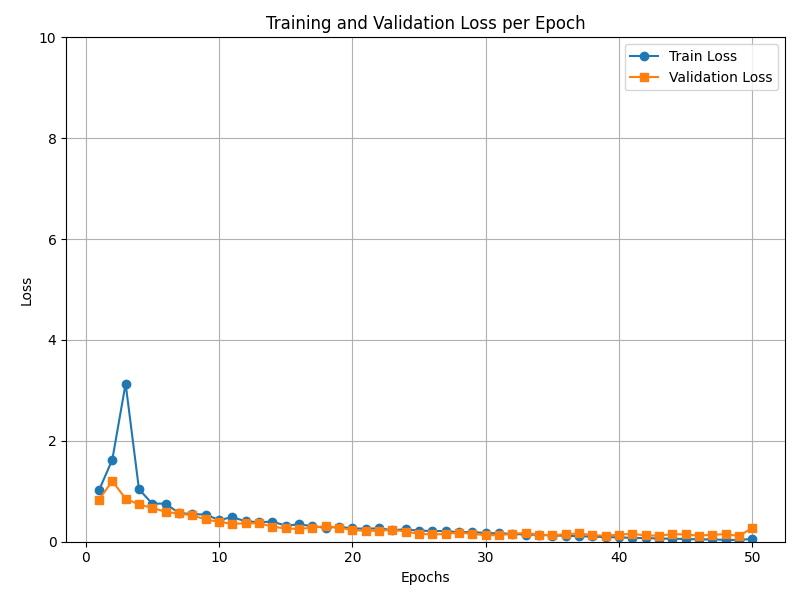 Training and Validation Loss per Epoch
10
8
6
4
2
0
Loss
Train Loss
Validation Loss
0 10 20 30 40 50
Epochs